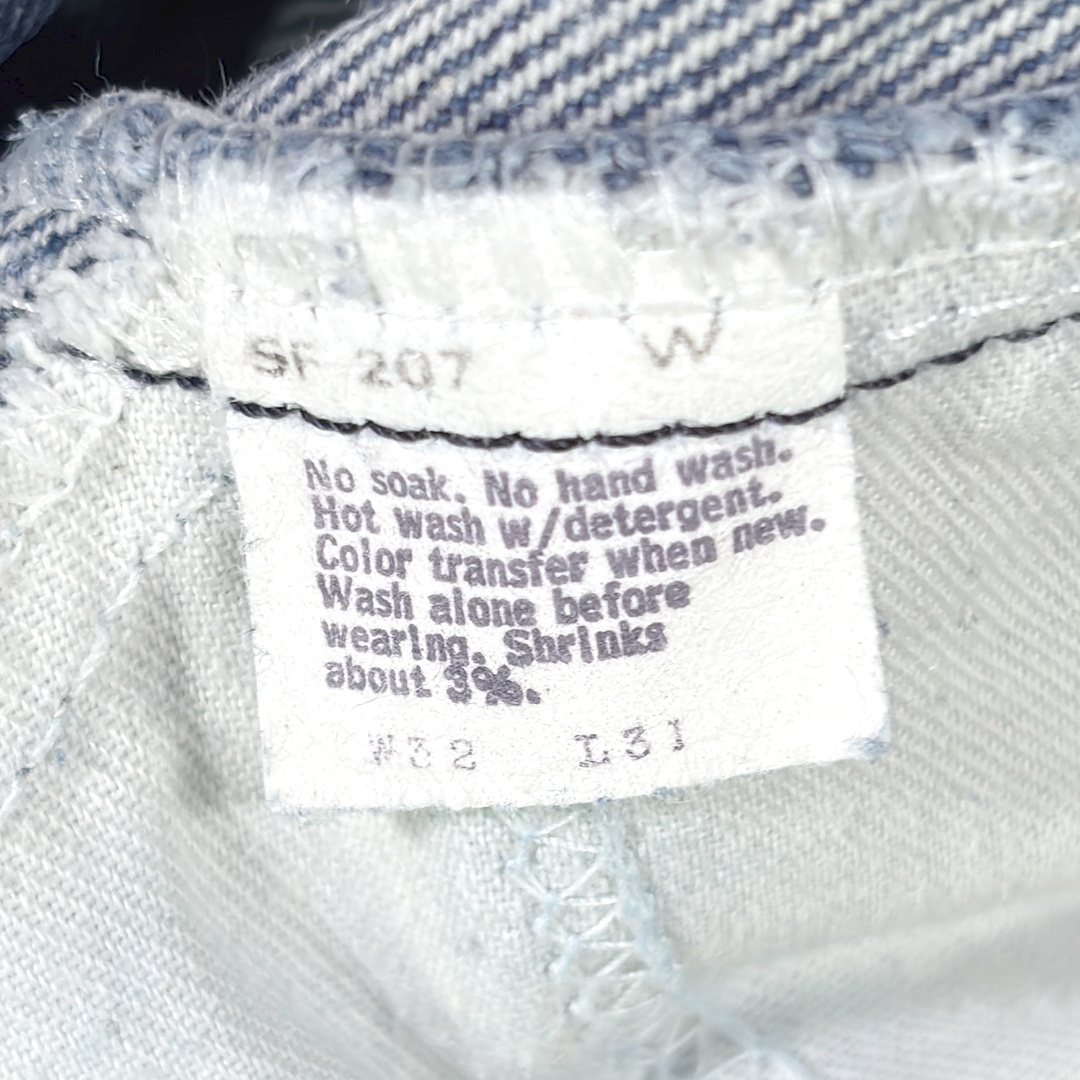 SF 207 W
No soak. No hand wash.
Hot wash w/detergent.
Color transfer when new.
Wash alone before
wearing. Shrinks
about 3%.
W32 L31